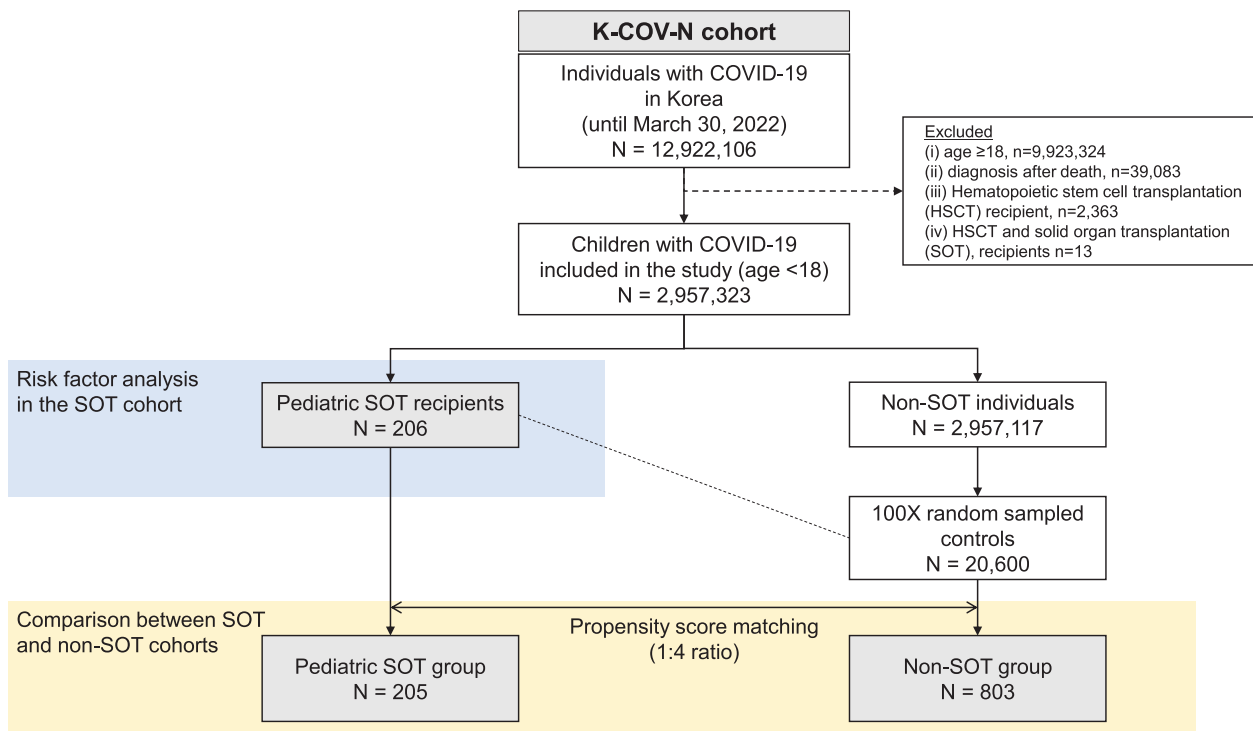 K-COV-N cohort
Individuals with COVID-19
in Korea
(until March 30, 2022)
N = 12,922,106
Excluded
(i) age ≥18, n=9,923,324
(ii) diagnosis after death, n=39,083
(iii) Hematopoietic stem cell transplantation
(HSCT) recipient, n=2,363
(iv) HSCT and solid organ transplantation
(SOT), recipients n=13
Children with COVID-19
included in the study (age <18)
N = 2,957,323
Risk factor analysis
in the SOT cohort
Pediatric SOT recipients
N = 206
Non-SOT individuals
N = 2,957,117
100X random sampled
controls
N = 20,600
Comparison between SOT
and non-SOT cohorts
Propensity score matching
(1:4 ratio)
Pediatric SOT group
N = 205
Non-SOT group
N = 803